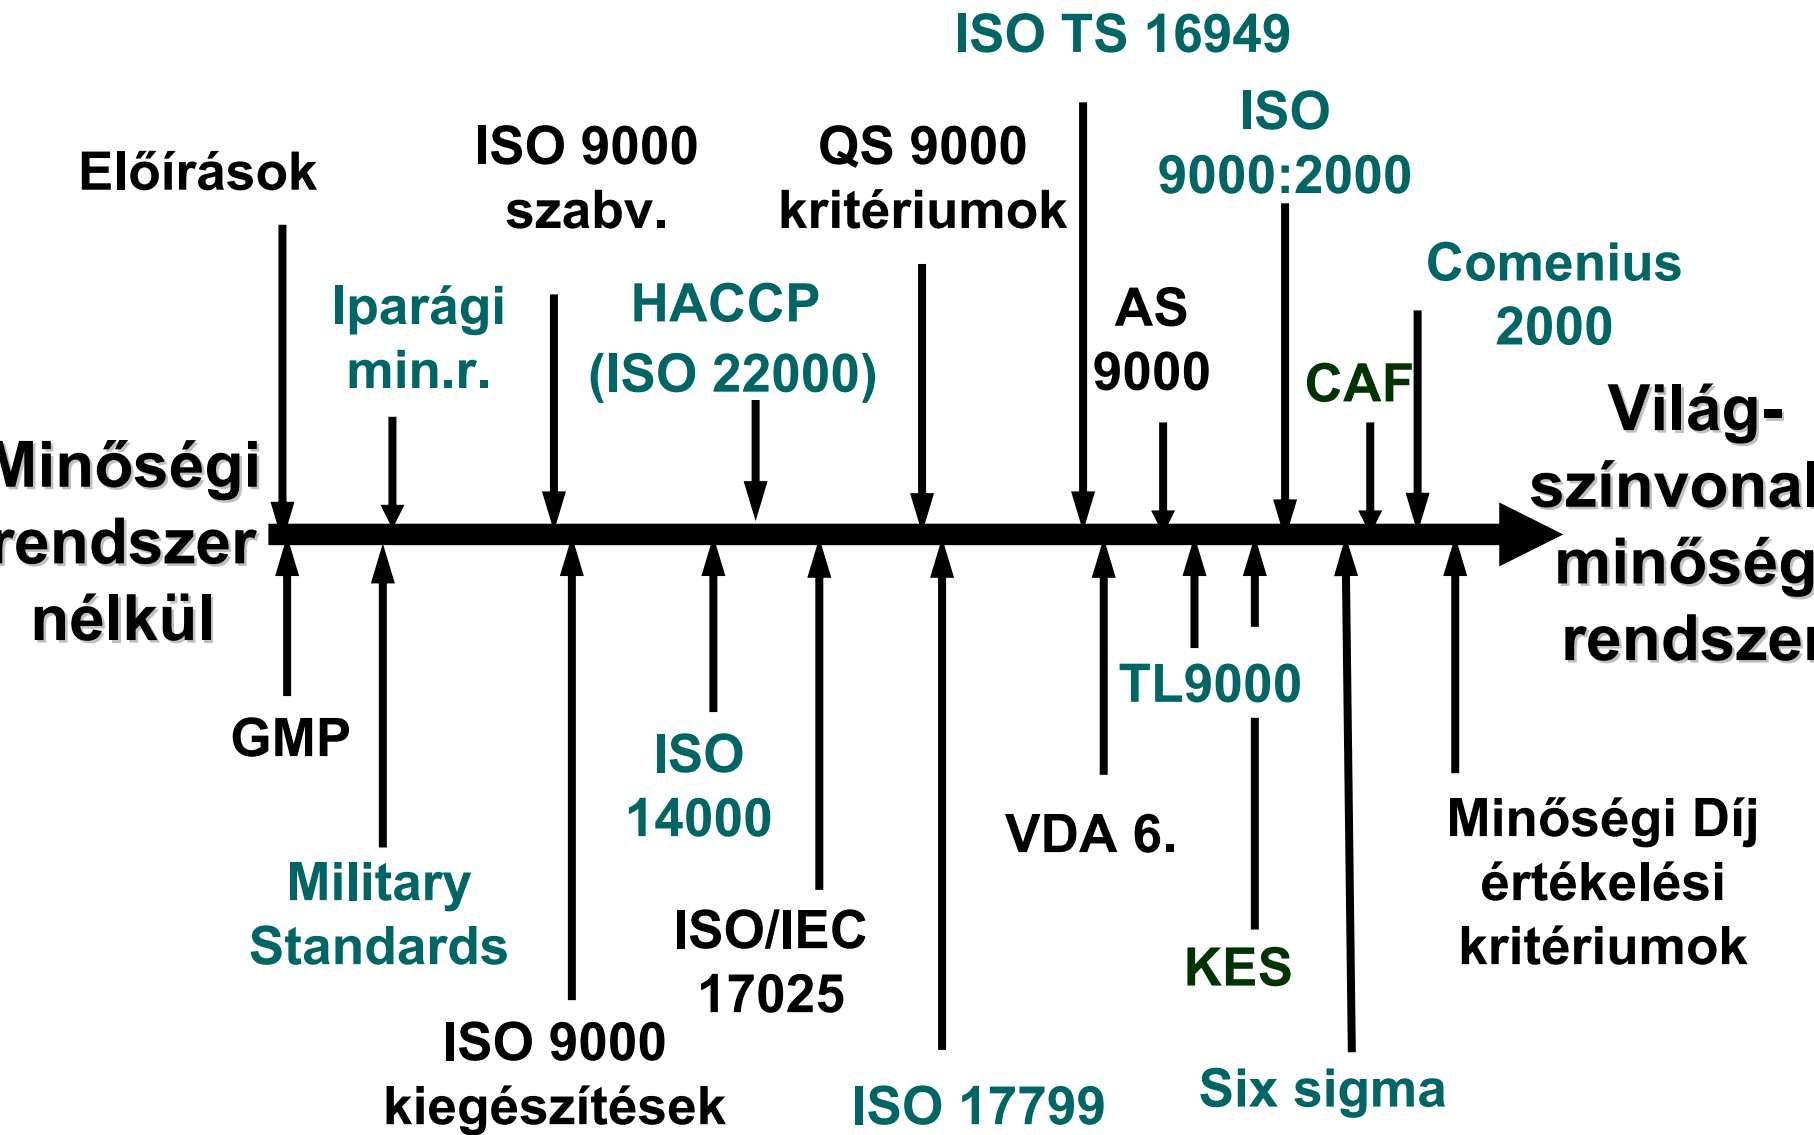 ISO TS 16949
ISO
9000:2000
ISO 9000
szabv.
QS 9000
kritériumok
Előírások
Comenius
2000
Iparági
min.r.
HACCP
(ISO 22000)
AS
9000
CAF
Minőségi
rendszer
nélkül
Világ-
színvonal
minőség
rendszer
TL9000
GMP
ISO
14000
VDA 6.
Minőségi Díj
értékelési
kritériumok
Military
Standards
ISO/IEC
17025
KES
ISO 9000
kiegészítések
ISO 17799
Six sigma